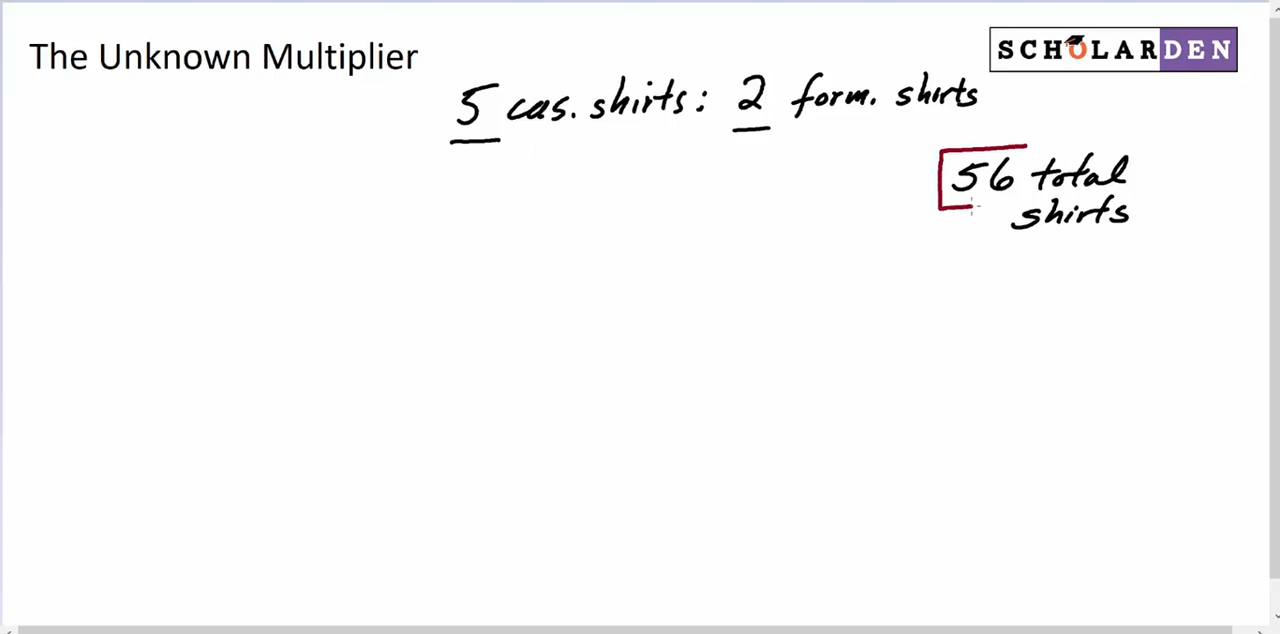 The Unknown Multiplier
SCHOLARDEN
5 cas. shirts: 2 form. shirts
56 total
shirts